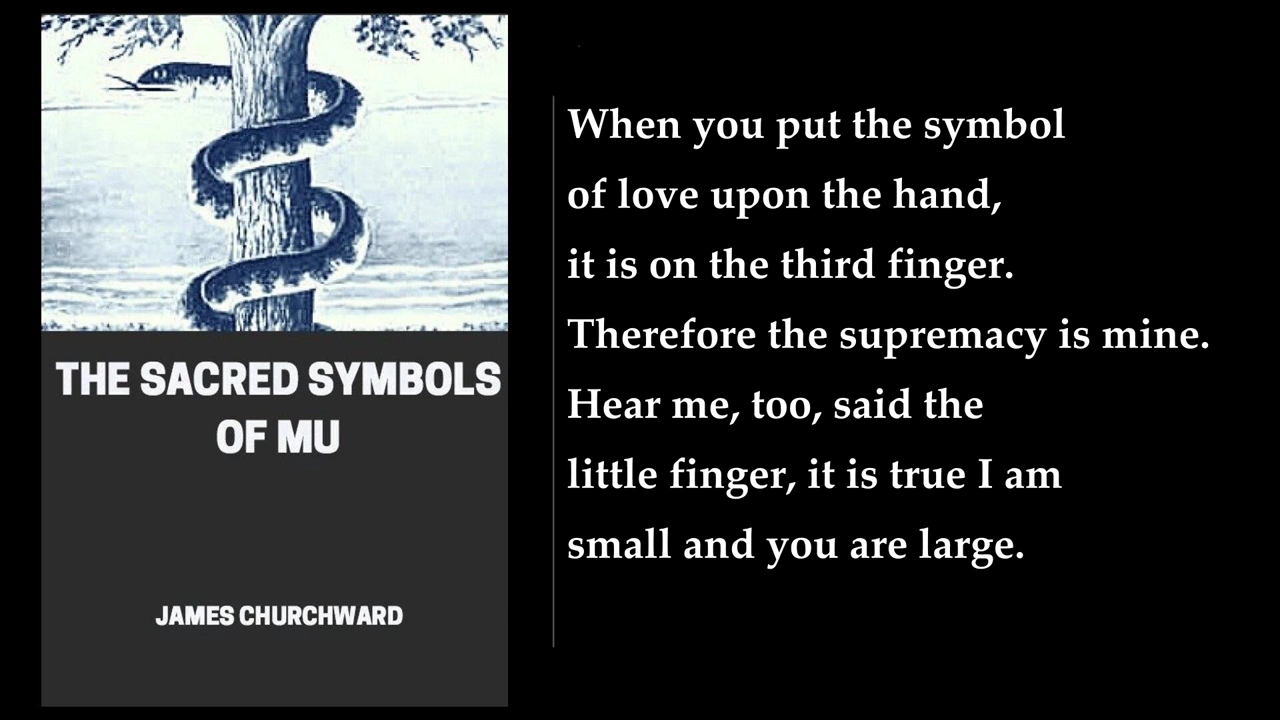 THE SACRED SYMBOLS
OF MU
JAMES CHURCHWARD
When you put the symbol
of love upon the hand,
it is on the third finger.
Therefore the supremacy is mine.
Hear me, too, said the
little finger, it is true I am
small and you are large.